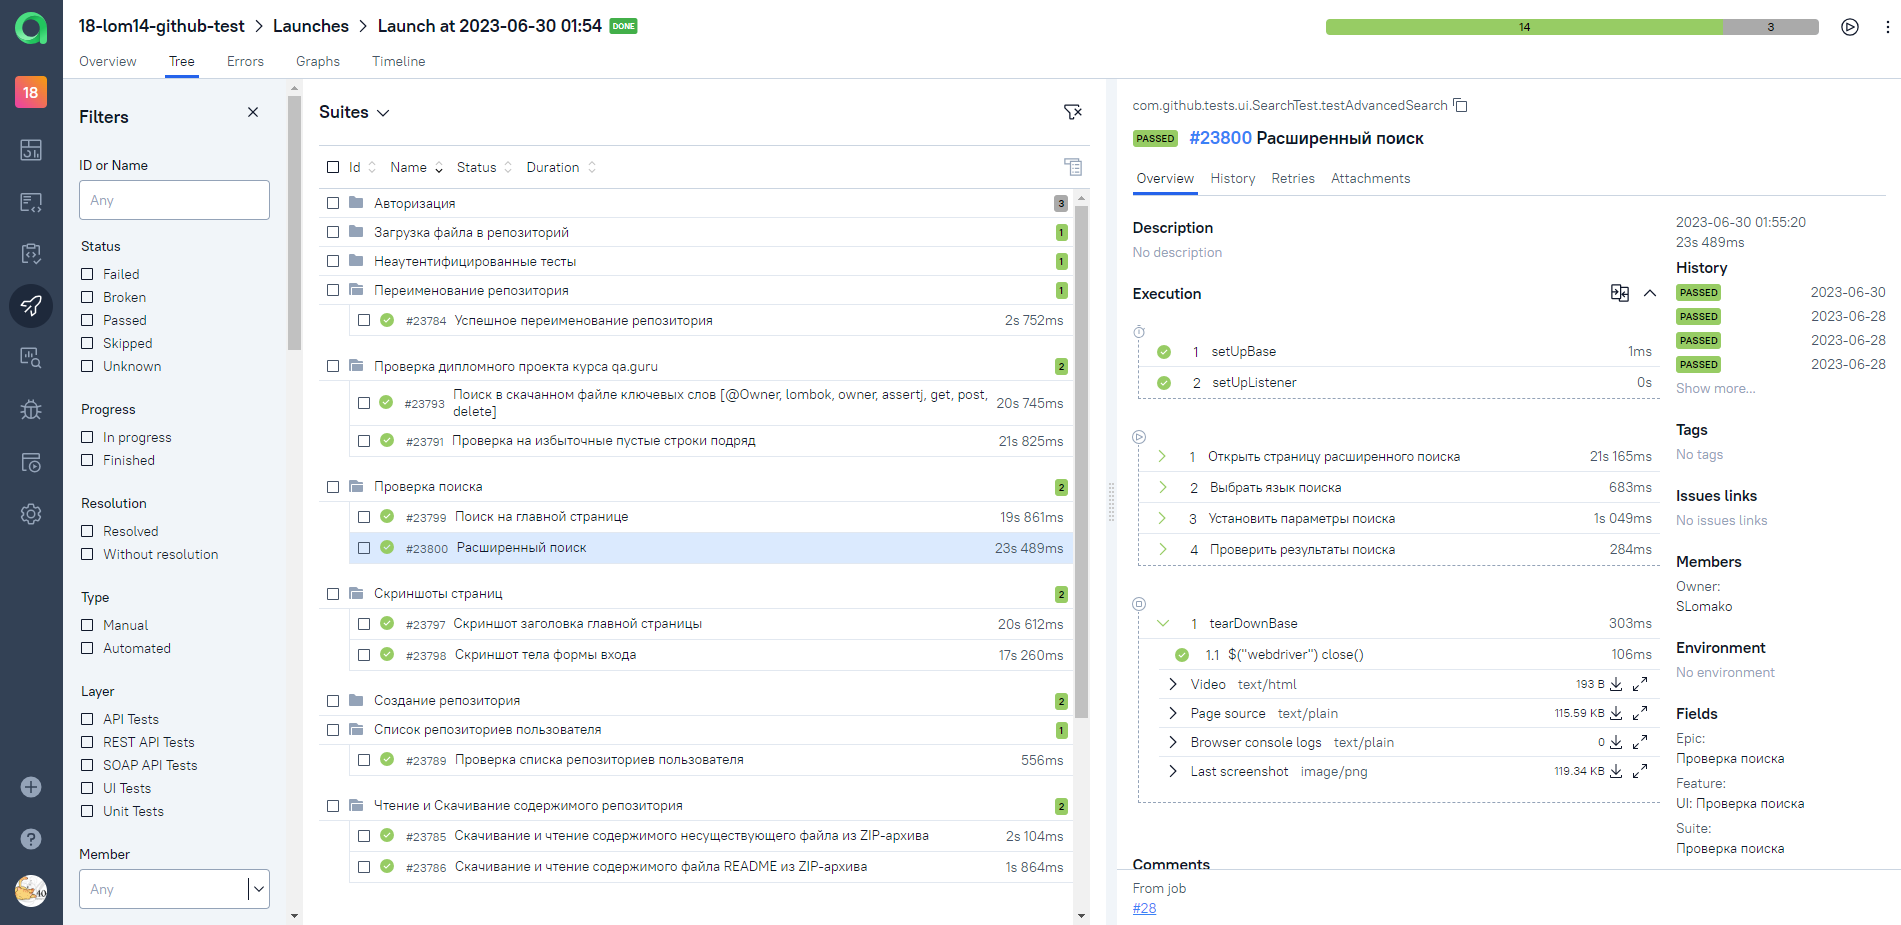 18-lom14-github-test > Launches > Launch at 2023-06-30 01:54 DONE
14 3
Overview Tree Errors Graphs Timeline
18
Filters
ID or Name
Any
Status
Failed
Broken
Passed
Skipped
Unknown
Progress
In progress
Finished
Resolution
Resolved
Without resolution
Type
Manual
Automated
Layer
API Tests
REST API Tests
SOAP API Tests
UI Tests
Unit Tests
Member
Any
Suites
Id Name Status Duration
Авторизация 3
Загрузка файла в репозиторий 1
Неаутентифицированные тесты 1
Переименование репозитория 1
#23784 Успешное переименование репозитория 2s 752ms
Проверка дипломного проекта курса qa.guru 2
#23793 Поиск в скачанном файле ключевых слов [@Owner, lombok, owner, assertj, get, post, 20s 745ms
delete]
#23791 Проверка на избыточные пустые строки подряд 21s 825ms
Проверка поиска 2
#23799 Поиск на главной странице 19s 861ms
#23800 Расширенный поиск 23s 489ms
Скриншоты страниц 2
#23797 Скриншот заголовка главной страницы 20s 612ms
#23798 Скриншот тела формы входа 17s 260ms
Создание репозитория 2
Список репозиториев пользователя 1
#23789 Проверка списка репозиториев пользователя 556ms
Чтение и Скачивание содержимого репозитория 2
#23785 Скачивание и чтение содержимого несуществующего файла из ZIP-архива 2s 104ms
#23786 Скачивание и чтение содержимого файла README из ZIP-архива 1s 864ms
com.github.tests.ui.SearchTest.testAdvancedSearch
PASSED #23800 Расширенный поиск
Overview History Retries Attachments
Description
No description
Execution
1 setUpBase 1ms
2 setUpListener 0s
1 Открыть страницу расширенного поиска 21s 165ms
2 Выбрать язык поиска 683ms
3 Установить параметры поиска 1s 049ms
4 Проверить результаты поиска 284ms
1 tearDownBase 303ms
1.1 $("webdriver") close() 106ms
Video text/html 193 B
Page source text/plain 115.59 KB
Browser console logs text/plain 0
Last screenshot image/png 119.34 KB
Comments
From job
#28
2023-06-30 01:55:20
23s 489ms
History
PASSED 2023-06-30
PASSED 2023-06-28
PASSED 2023-06-28
PASSED 2023-06-28
Show more...
Tags
No tags
Issues links
No issues links
Members
Owner:
SLomako
Environment
No environment
Fields
Epic:
Проверка поиска
Feature:
UI: Проверка поиска
Suite:
Проверка поиска